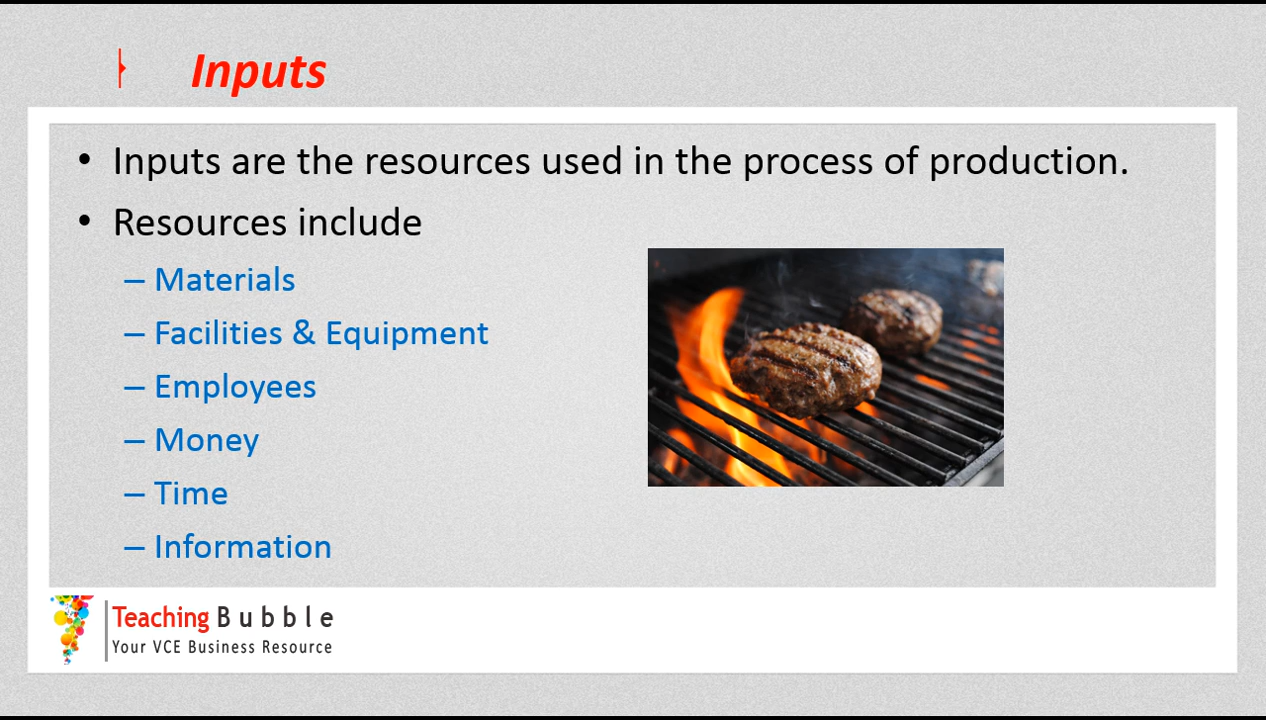 Inputs
• Inputs are the resources used in the process of production.
• Resources include
– Materials
– Facilities & Equipment
– Employees
– Money
– Time
– Information
Teaching Bubble
Your VCE Business Resource